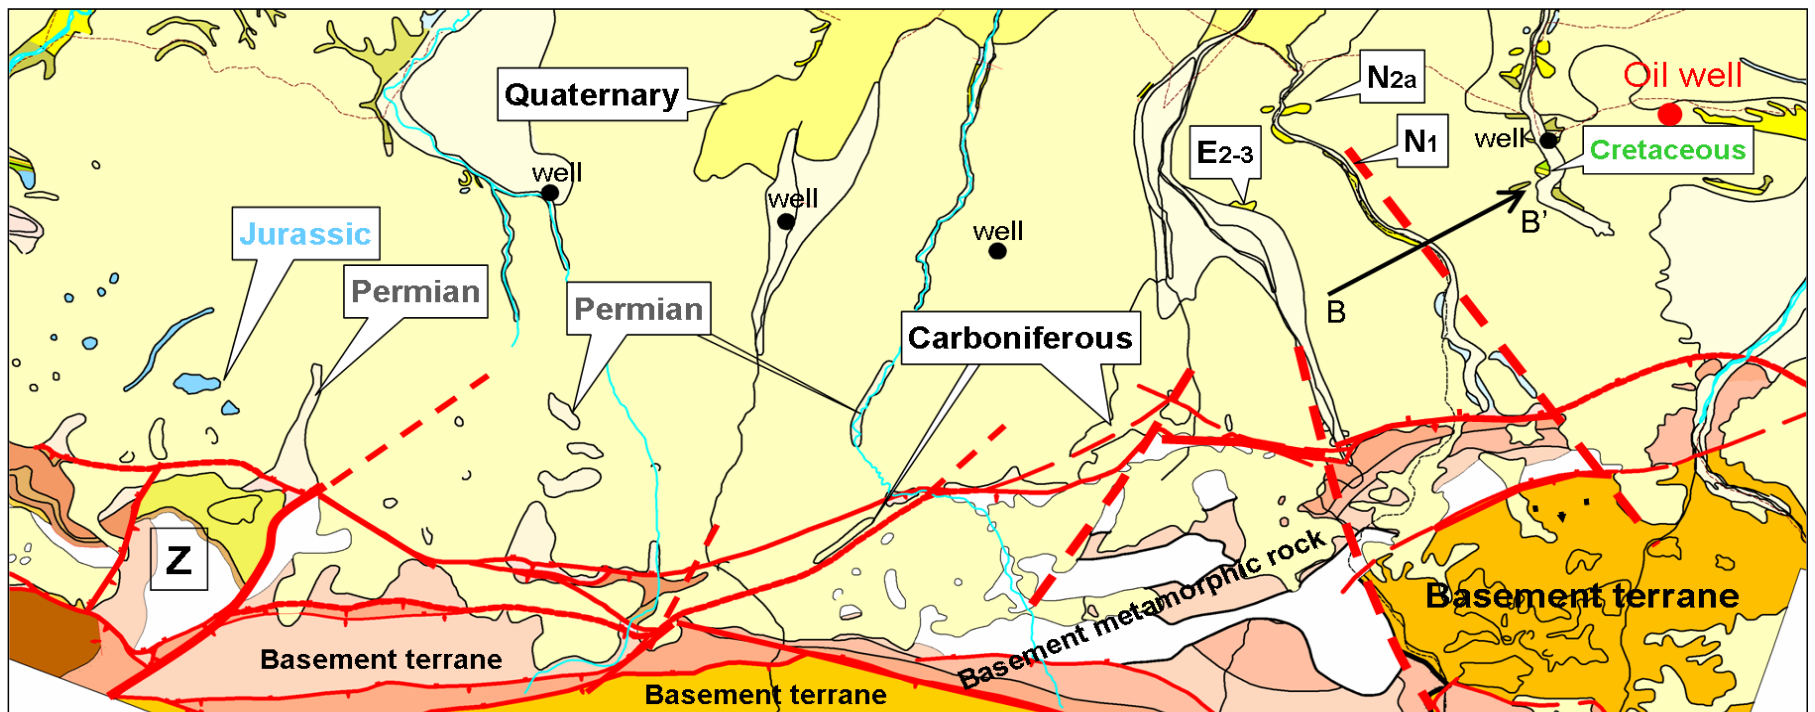 Oil well
N2a
Quaternary
N1
well
Cretaceous
E2-3
well
well
B'
Jurassic
well
Permian
Permian
B
Carboniferous
Z
Basement metamorphic rock
Basement terrane
Basement terrane
Basement terrane